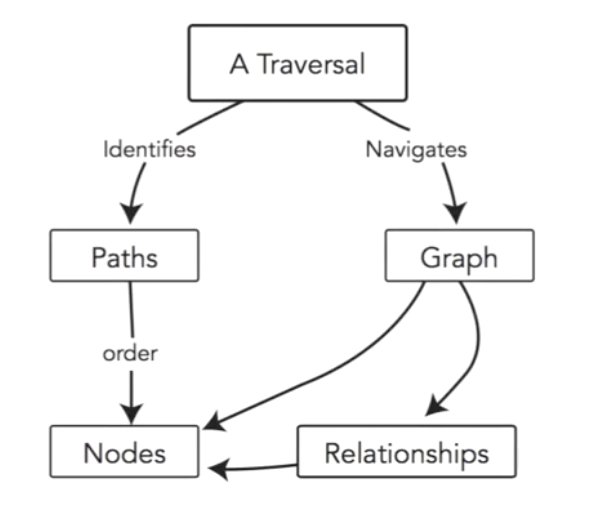 A Traversal
Identifies
Navigates
Paths
Graph
order
Nodes
Relationships